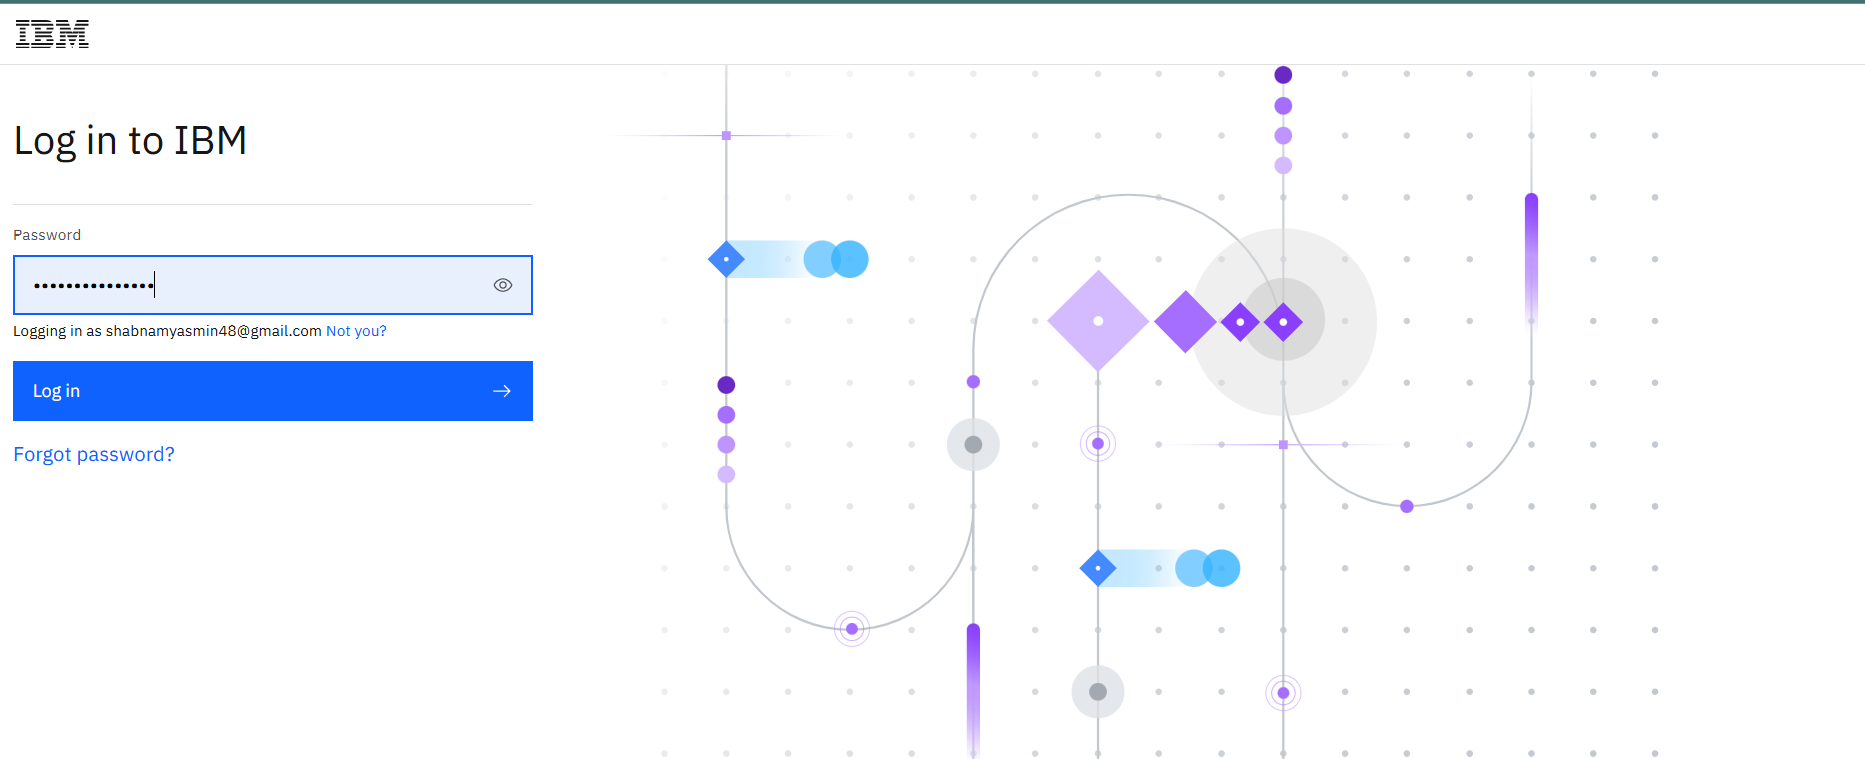 IBM
Log in to IBM
Password
•••••••••••••••
Logging in as shabnamyasmin48@gmail.com Not you?
Log in
Forgot password?